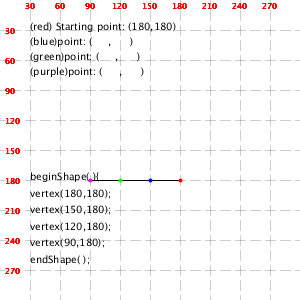 30 60 90 120 150 180 210 240 270
30
(red) Starting point: (180,180)
(blue)point: ( , )
60
(green)point: ( , )
(purple)point: ( , )
90
120
150
beginShape( ){
180
vertex(180,180);
vertex(150,180);
210
vertex(120,180);
240
vertex(90,180);
endShape( );
270